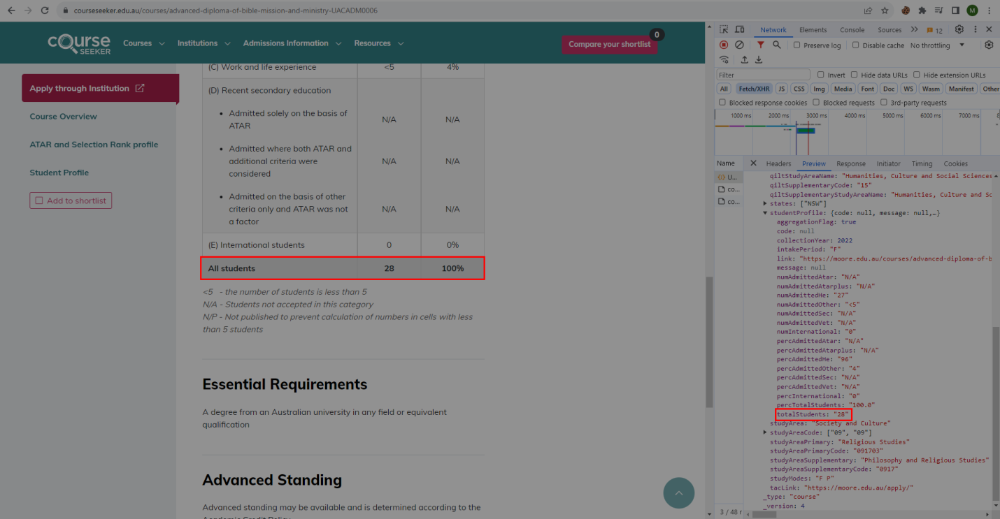 courseseeker.edu.au/courses/advanced-diploma-of-bible-mission-and-ministry-UACADM0006
M
cOurse
SEEKER
Courses
Institutions
Admissions Information
Resources
Compare your shortlist
0
Apply through Institution
Course Overview
ATAR and Selection Rank profile
Student Profile
Add to shortlist
(C) Work and life experience <5 4%
(D) Recent secondary education
• Admitted solely on the basis of
ATAR
N/A N/A
• Admitted where both ATAR and
additional criteria were
considered
N/A N/A
• Admitted on the basis of other
criteria only and ATAR was not
a factor
N/A N/A
(E) International students 0 0%
All students 28 100%
<5 - the number of students is less than 5
N/A - Students not accepted in this category
N/P - Not published to prevent calculation of numbers in cells with less
than 5 students
Essential Requirements
A degree from an Australian university in any field or equivalent
qualification
Advanced Standing
Advanced standing may be available and is determined according to the
Academic Credit Policy
Network Elements Console Sources 12
Preserve log Disable cache No throttling
Filter Invert Hide data URLs Hide extension URLs
All Fetch/XHR JS CSS Img Media Font Doc WS Wasm Manifest Other
Blocked response cookies Blocked requests 3rd-party requests
1000 ms 2000 ms 3000 ms 4000 ms 5000 ms 6000 ms 7000 ms 8
Name Headers Preview Response Initiator Timing Cookies
U...
co...
co...
qiltStudyAreaName: "Humanities, Culture and Social Sciences
qiltSupplementaryCode: "15"
qiltSupplementaryStudyAreaName: "Humanities, Culture and Sc
states: ["NSW"]
studentProfile: {code: null, message: null,…}
aggregationFlag: true
code: null
collectionYear: 2022
intakePeriod: "F"
link: "https://moore.edu.au/courses/advanced-diploma-of-b
message: null
numAdmittedAtar: "N/A"
numAdmittedAtarplus: "N/A"
numAdmittedHe: "27"
numAdmittedOther: "<5"
numAdmittedSec: "N/A"
numAdmittedVet: "N/A"
numInternational: "0"
percAdmittedAtar: "N/A"
percAdmittedAtarplus: "N/A"
percAdmittedHe: "96"
percAdmittedOther: "4"
percAdmittedSec: "N/A"
percAdmittedVet: "N/A"
percInternational: "0"
percTotalStudents: "100.0"
totalStudents: "28"
studyArea: "Society and Culture"
studyAreaCode: ["09", "09"]
studyAreaPrimary: "Religious Studies"
studyAreaPrimaryCode: "091703"
studyAreaSupplementary: "Philosophy and Religious Studies"
studyAreaSupplementaryCode: "0917"
studyModes: "F P"
tacLink: "https://moore.edu.au/apply/"
_type: "course"
_version: 4
3 / 48 r